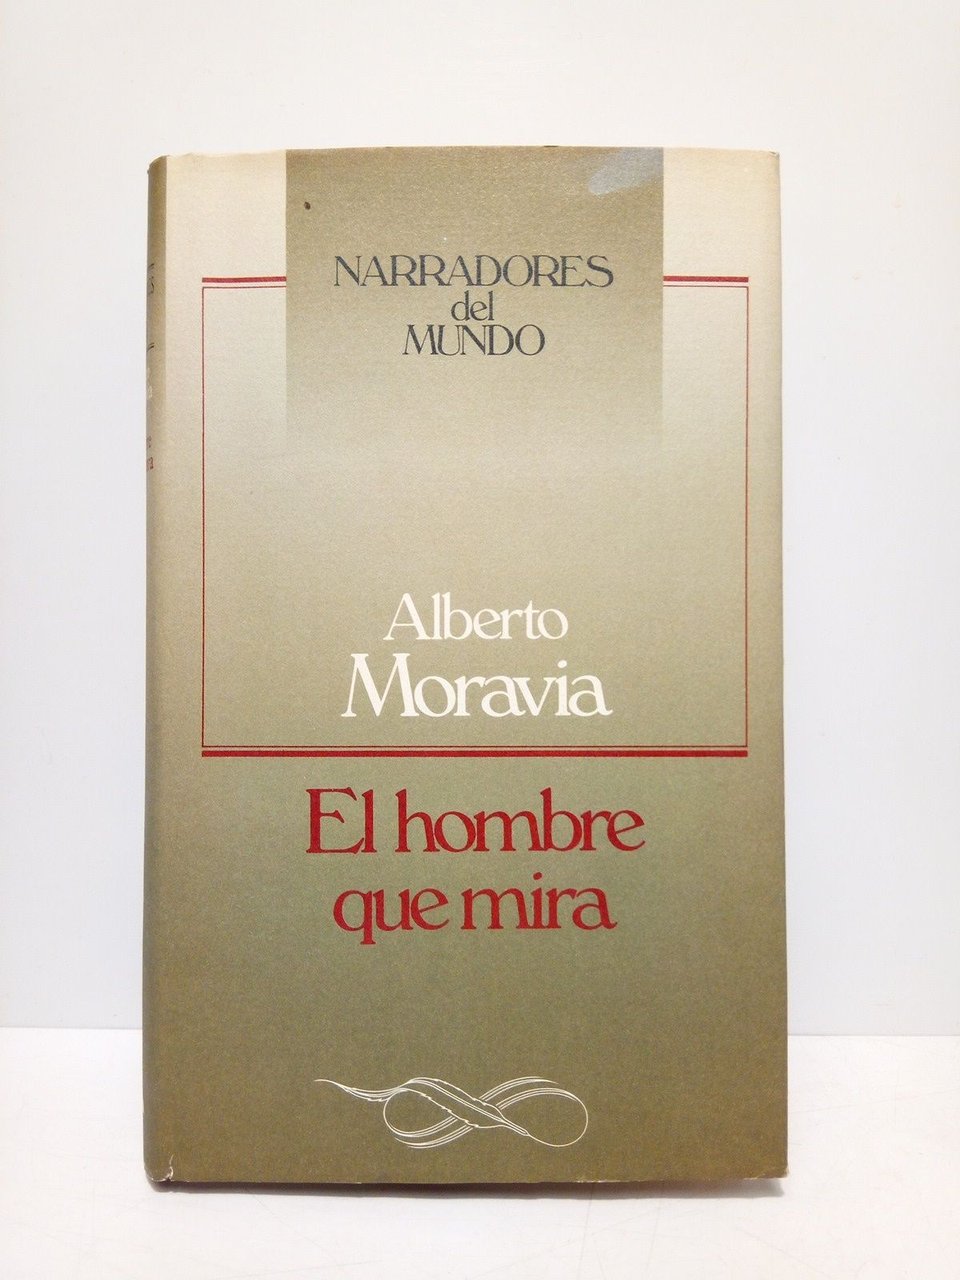 NARRADORES
del
MUNDO
Alberto
Moravia
El hombre
que mira